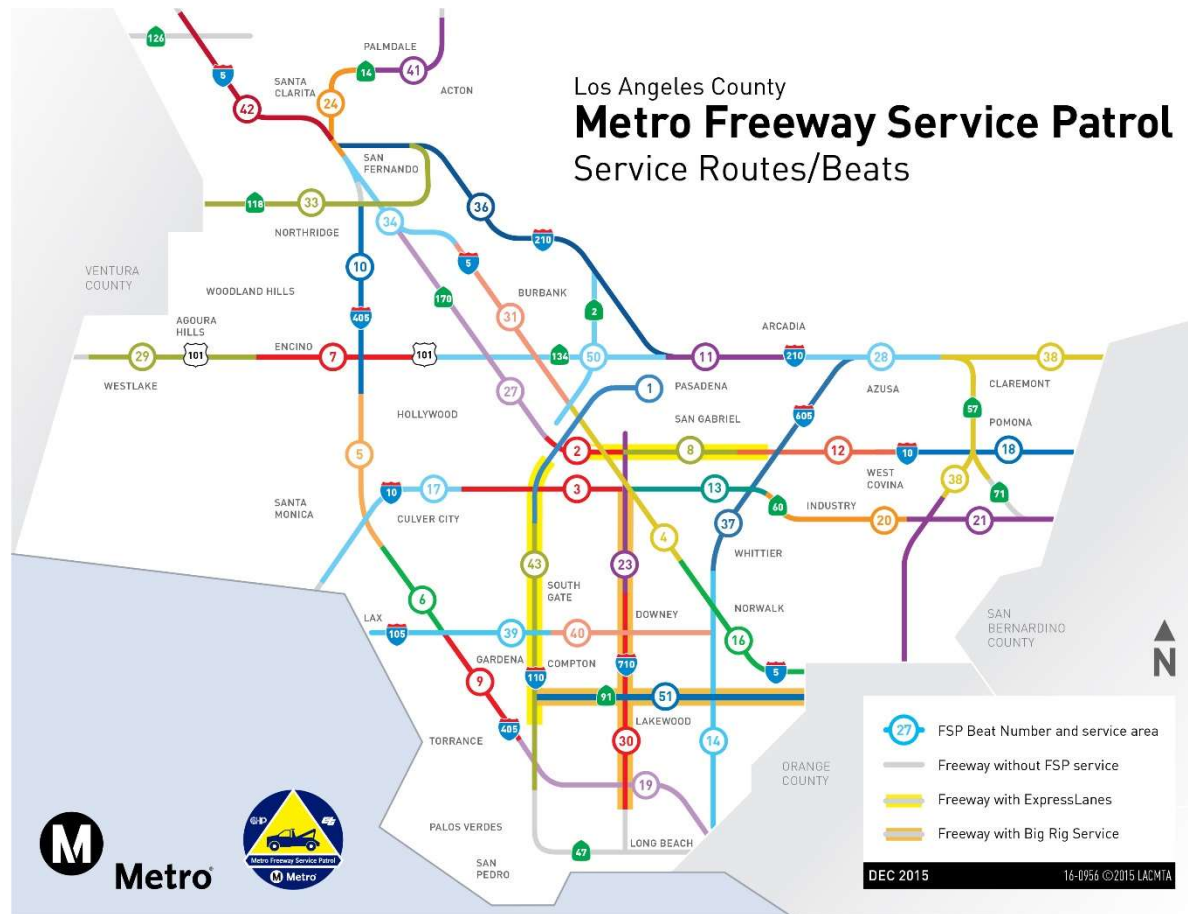 Los Angeles County
Metro Freeway Service Patrol
Service Routes/Beats
126
5
42
SANTA
CLARITA
24
PALMDALE
14
41
ACTON
SAN
FERNANDO
118
33
NORTHRIDGE
34
36
210
10
5
170
31
BURBANK
2
VENTURA
COUNTY
WOODLAND HILLS
405
AGOURA
HILLS
29
101
WESTLAKE
ENCINO
7
101
134
50
11
PASADENA
ARCADIA
210
28
AZUSA
38
CLAREMONT
1
27
HOLLYWOOD
SAN GABRIEL
605
57
POMONA
5
2
8
12
10
18
WEST
COVINA
38
71
SANTA
MONICA
10
17
CULVER CITY
3
13
60
INDUSTRY
20
21
37
WHITTIER
4
43
SOUTH
GATE
23
DOWNEY
NORWALK
6
LAX
105
39
40
GARDENA
COMPTON
16
5
SAN
BERNARDINO
COUNTY
N
9
110
710
91
51
LAKEWOOD
405
TORRANCE
30
14
19
ORANGE
COUNTY
PALOS VERDES
SAN
PEDRO
47
LONG BEACH
27 FSP Beat Number and service area
Freeway without FSP service
Freeway with ExpressLanes
Freeway with Big Rig Service
DEC 2015 16-0956 ©2015 LACMTA
M
Metro
CHP
Metro Freeway Service Patrol
M Metro